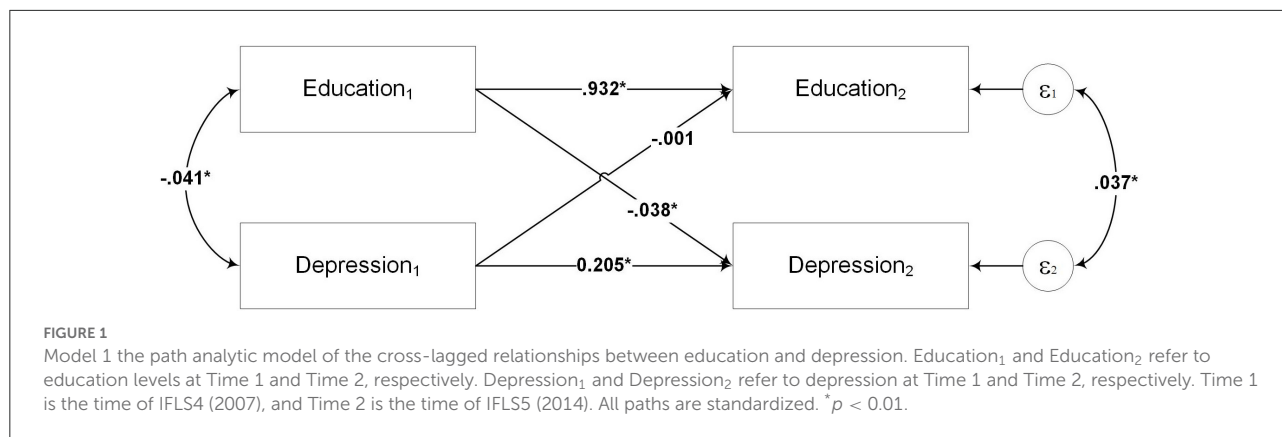 Education₁ .932* Education₂ ε₁
-.001
-.041* .037*
-.038*
Depression₁ 0.205* Depression₂ ε₂
FIGURE 1
Model 1 the path analytic model of the cross-lagged relationships between education and depression. Education₁ and Education₂ refer to
education levels at Time 1 and Time 2, respectively. Depression₁ and Depression₂ refer to depression at Time 1 and Time 2, respectively. Time 1
is the time of IFLS4 (2007), and Time 2 is the time of IFLS5 (2014). All paths are standardized. *p < 0.01.